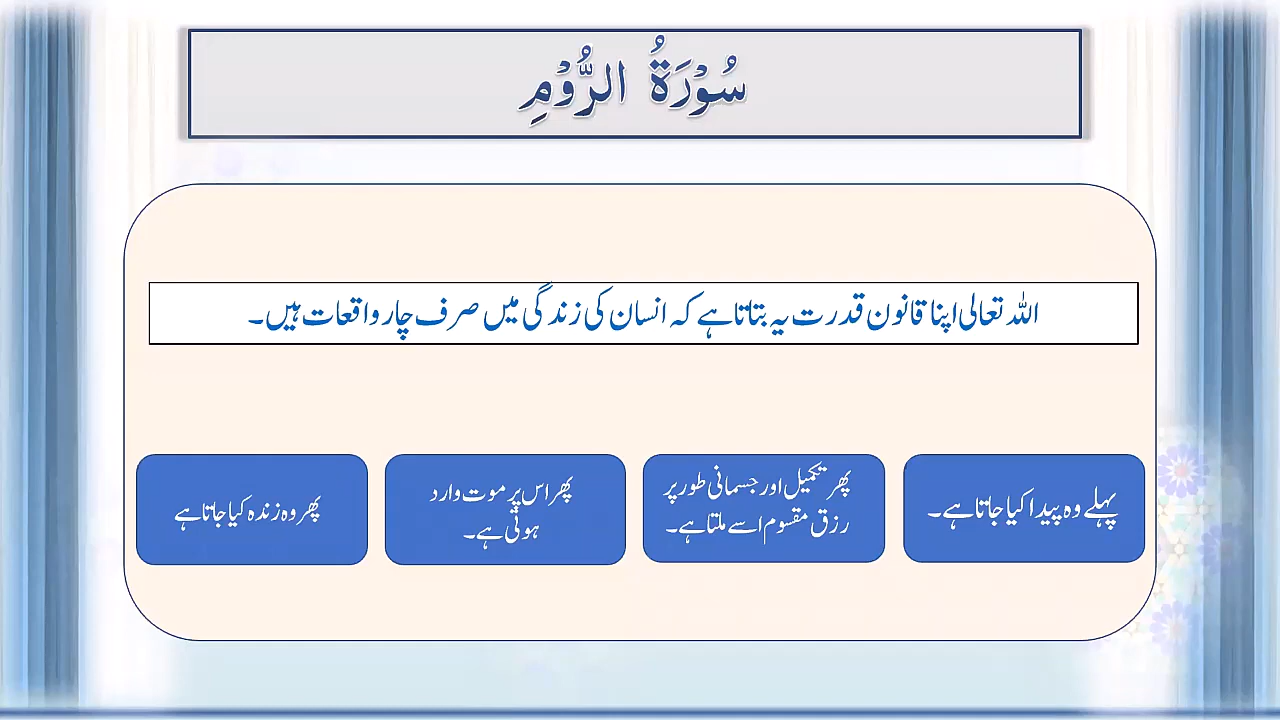 سُوْرَۃُ الرُّوْمِ
اللہ تعالی اپنا قانون قدرت یہ بتاتا ہے کہ انسان کی زندگی میں صرف چار واقعات ہیں۔
پہلے وہ پیدا کیا جاتا ہے۔
پھر تکمیل اور جسمانی طور پر
رزق مقسوم اسے ملتا ہے۔
پھر اس پر موت وارد
ہوتی ہے۔
پھر وہ زندہ کیا جاتا ہے